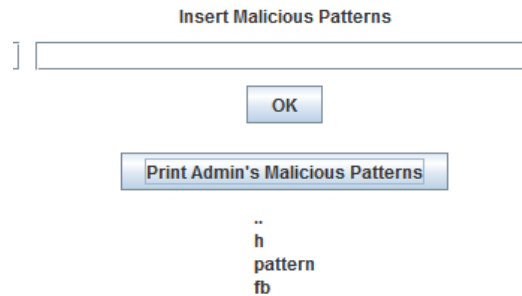 Insert Malicious Patterns
OK
Print Admin's Malicious Patterns
..
h
pattern
fb